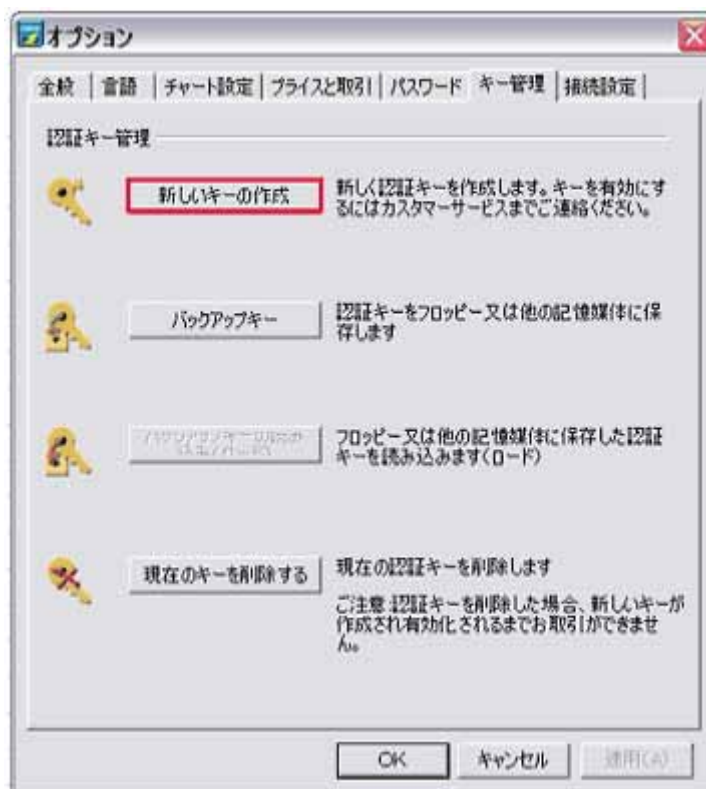 オプション
全般 言語 チャート設定 プライスと取引 パスワード キー管理 接続設定
認証キー管理
新しいキーの作成
新しく認証キーを作成します。キーを有効にす
るにはカスタマーサービスまでご連絡ください。
バックアップキー
認証キーをフロッピー又は他の記憶媒体に保
存します
バックアップキーの読み
フロッピー又は他の記憶媒体に保存した認証
キーを読み込みます(ロード)
現在のキーを削除する
現在の認証キーを削除します
ご注意:認証キーを削除した場合、新しいキーが
作成され有効化されるまでお取引ができませ
ん。
OK キャンセル 適用(A)